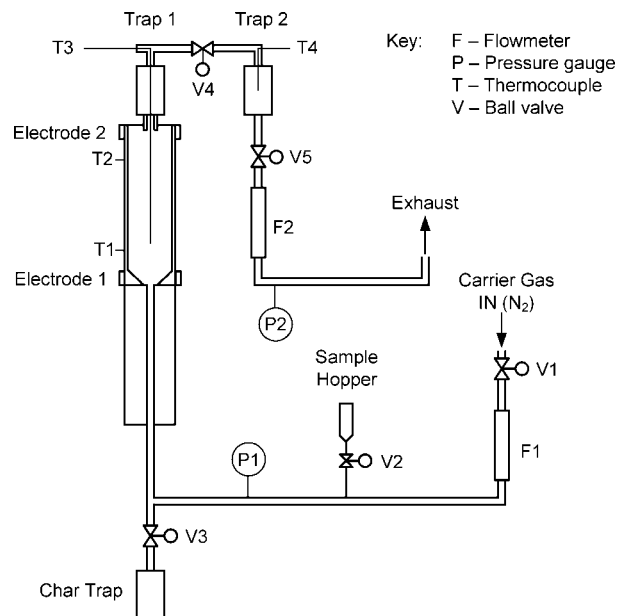 Trap 1
Trap 2
T3
T4
V4
Key:
F – Flowmeter
P – Pressure gauge
T – Thermocouple
V – Ball valve
Electrode 2
T2
V5
F2
Exhaust
T1
Electrode 1
Carrier Gas
IN (N₂)
P2
Sample
Hopper
V1
P1
V2
F1
V3
Char Trap